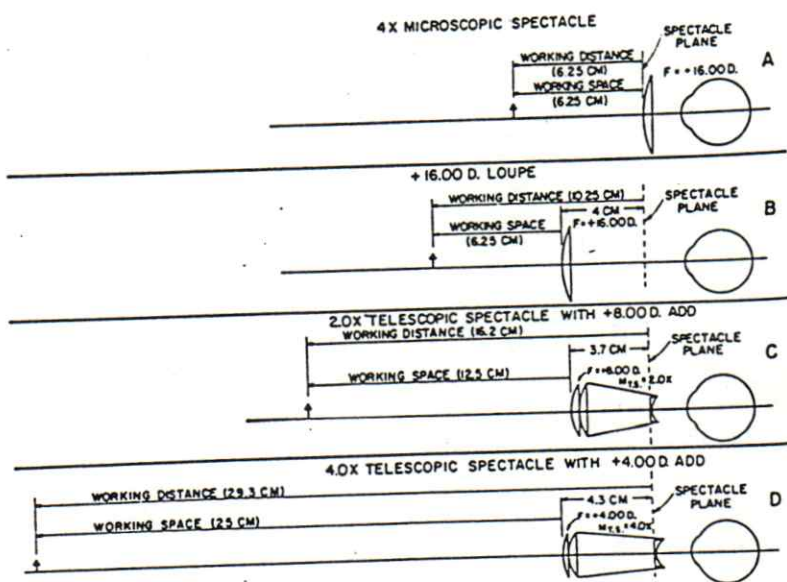 4X MICROSCOPIC SPECTACLE
WORKING DISTANCE
(6.25 CM)
WORKING SPACE
(6.25 CM)
SPECTACLE
PLANE
F = +16.00 D.
A
+16.00 D. LOUPE
WORKING DISTANCE (10.25 CM)
4 CM
WORKING SPACE
(6.25 CM)
F=+16.00 D.
SPECTACLE
PLANE
B
2.0X TELESCOPIC SPECTACLE WITH +8.00 D. ADD
WORKING DISTANCE (16.2 CM)
3.7 CM
SPECTACLE
PLANE
C
WORKING SPACE (12.5 CM)
F=+8.00 D.
M T.S. = 2.0X
4.0X TELESCOPIC SPECTACLE WITH +4.00 D. ADD
WORKING DISTANCE (29.3 CM)
4.3 CM
SPECTACLE
PLANE
D
WORKING SPACE (25 CM)
F=+4.00 D.
M T.S. = 4.0X